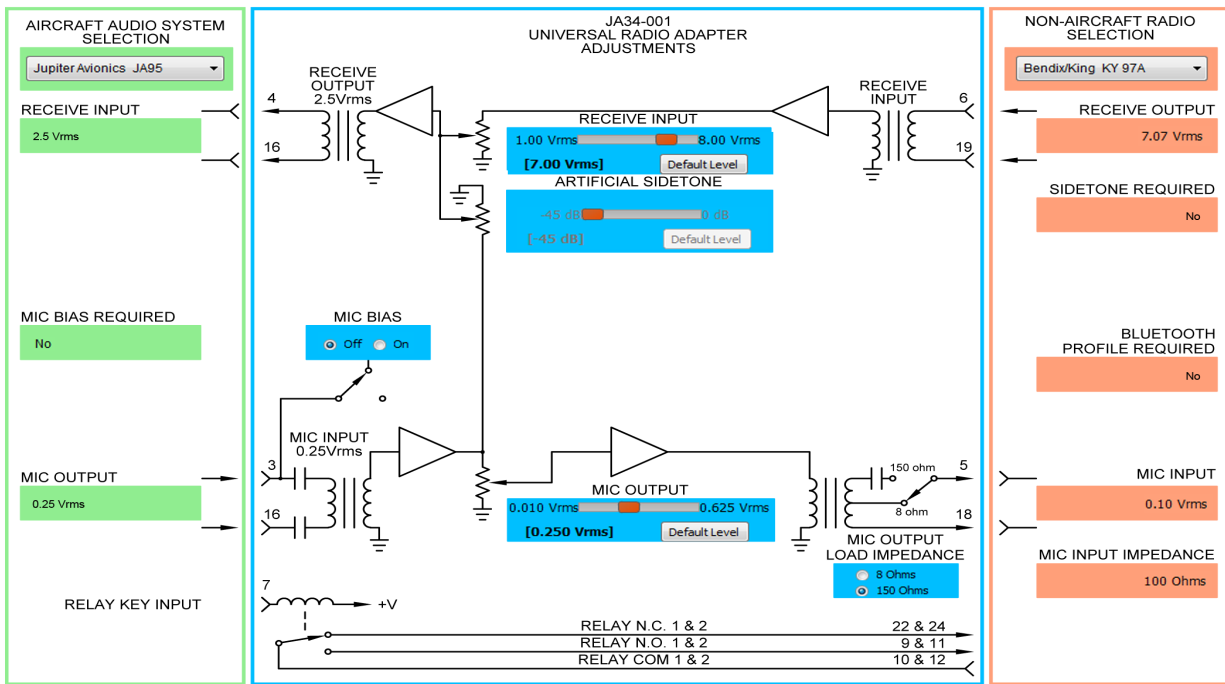 AIRCRAFT AUDIO SYSTEM
SELECTION
Jupiter Avionics JA95
RECEIVE INPUT
2.5 Vrms
MIC BIAS REQUIRED
No
MIC OUTPUT
0.25 Vrms
RELAY KEY INPUT
JA34-001
UNIVERSAL RADIO ADAPTER
ADJUSTMENTS
RECEIVE
OUTPUT
2.5Vrms
4
16
RECEIVE
INPUT
6
19
RECEIVE INPUT
1.00 Vrms 8.00 Vrms
[7.00 Vrms] Default Level
ARTIFICIAL SIDETONE
-45 dB 0 dB
[-45 dB] Default Level
MIC BIAS
Off On
MIC INPUT
0.25Vrms
3
16
MIC OUTPUT
0.010 Vrms 0.625 Vrms
[0.250 Vrms] Default Level
150 ohm
8 ohm
5
18
MIC OUTPUT
LOAD IMPEDANCE
8 Ohms
150 Ohms
7
+V
RELAY N.C. 1 & 2 22 & 24
RELAY N.O. 1 & 2 9 & 11
RELAY COM 1 & 2 10 & 12
NON-AIRCRAFT RADIO
SELECTION
Bendix/King KY 97A
RECEIVE OUTPUT
7.07 Vrms
SIDETONE REQUIRED
No
BLUETOOTH
PROFILE REQUIRED
No
MIC INPUT
0.10 Vrms
MIC INPUT IMPEDANCE
100 Ohms